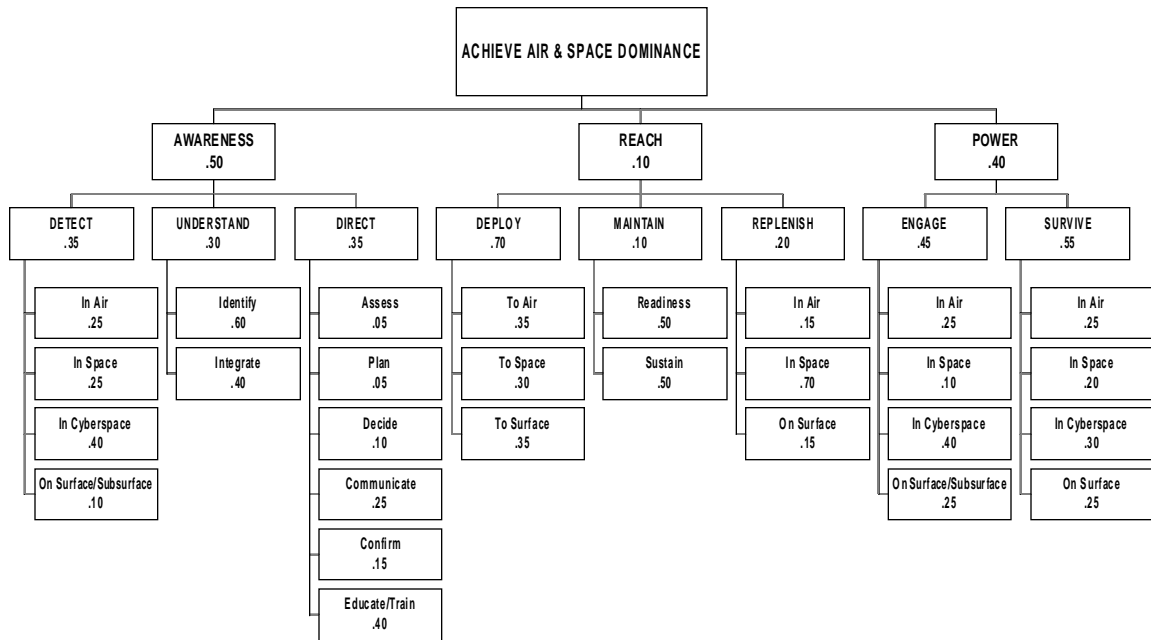 ACHIEVE AIR & SPACE DOMINANCE
AWARENESS
.50
REACH
.10
POWER
.40
DETECT
.35
UNDERSTAND
.30
DIRECT
.35
DEPLOY
.70
MAINTAIN
.10
REPLENISH
.20
ENGAGE
.45
SURVIVE
.55
In Air
.25
In Space
.25
In Cyberspace
.40
On Surface/Subsurface
.10
Identify
.60
Integrate
.40
Assess
.05
Plan
.05
Decide
.10
Communicate
.25
Confirm
.15
Educate/Train
.40
To Air
.35
To Space
.30
To Surface
.35
Readiness
.50
Sustain
.50
In Air
.15
In Space
.70
On Surface
.15
In Air
.25
In Space
.10
In Cyberspace
.40
On Surface/Subsurface
.25
In Air
.25
In Space
.20
In Cyberspace
.30
On Surface
.25